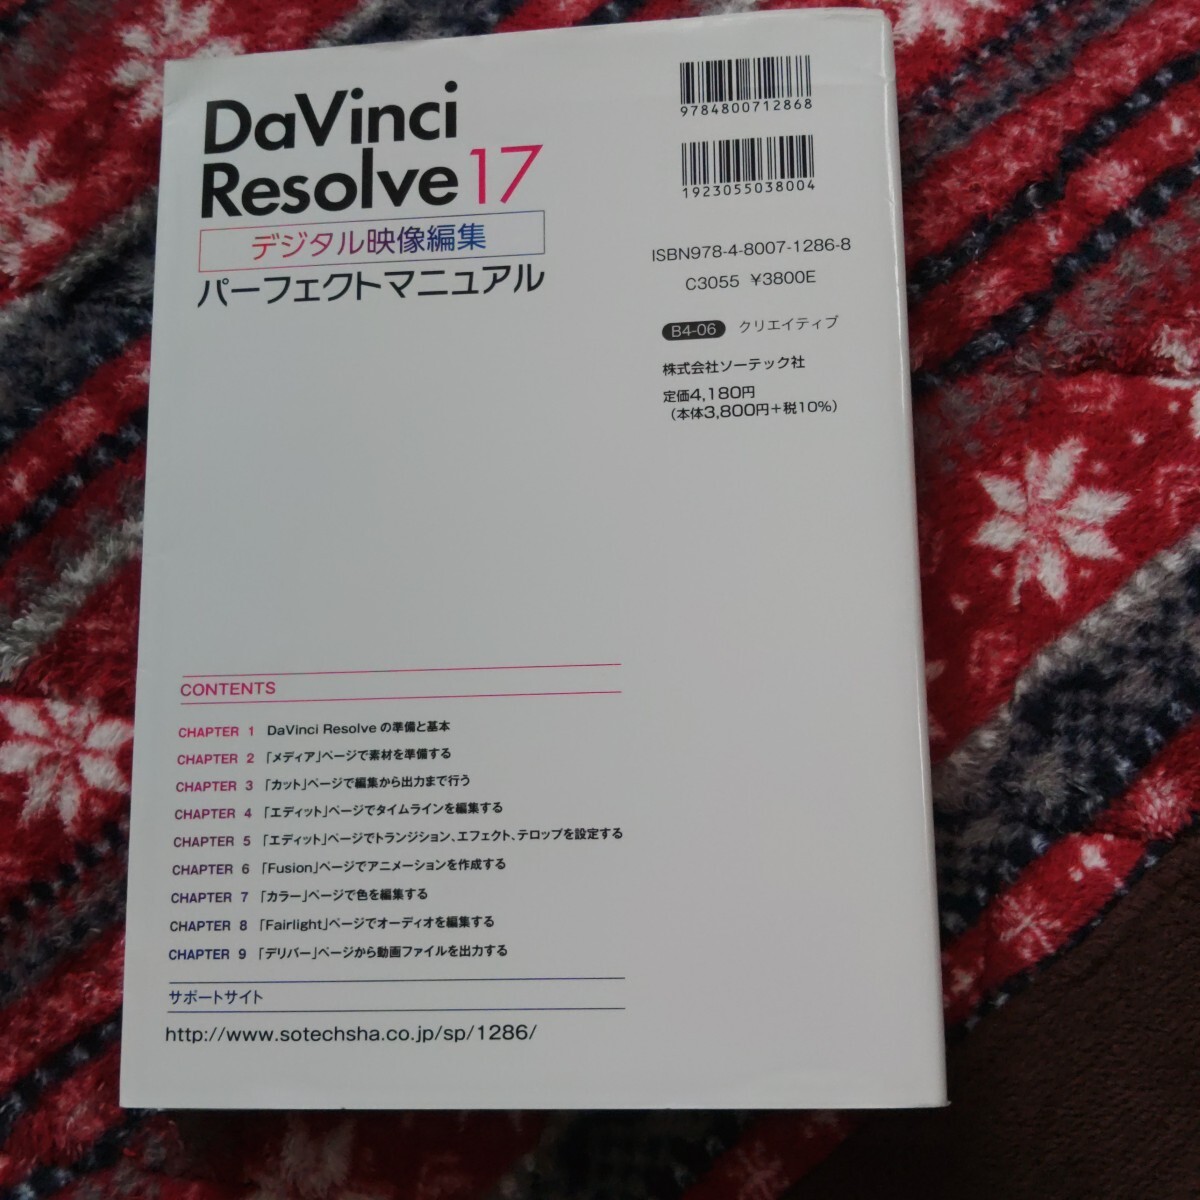 DaVinci
Resolve17
デジタル映像編集
パーフェクトマニュアル
9784800712868
1923055038004
ISBN978-4-8007-1286-8
C3055 ¥3800E
B4-06 クリエイティブ
株式会社ソーテック社
定価4,180円
（本体3,800円+税10%）
CONTENTS
CHAPTER 1 DaVinci Resolveの準備と基本
CHAPTER 2 「メディア」ページで素材を準備する
CHAPTER 3 「カット」ページで編集から出力まで行う
CHAPTER 4 「エディット」ページでタイムラインを編集する
CHAPTER 5 「エディット」ページでトランジション、エフェクト、テロップを設定する
CHAPTER 6 「Fusion」ページでアニメーションを作成する
CHAPTER 7 「カラー」ページで色を編集する
CHAPTER 8 「Fairlight」ページでオーディオを編集する
CHAPTER 9 「デリバー」ページから動画ファイルを出力する
サポートサイト
http://www.sotechsha.co.jp/sp/1286/